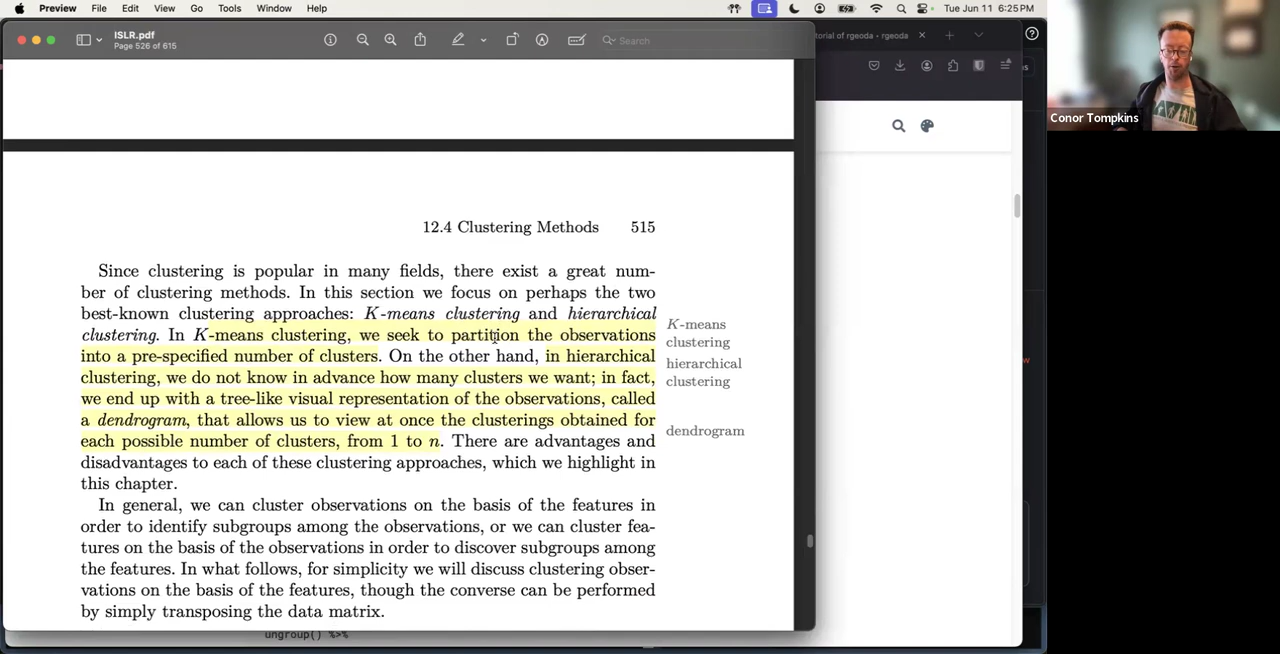 Preview File Edit View Go Tools Window Help
Tue Jun 11 6:25 PM
ISLR.pdf
Page 526 of 615
Search
torial of rgeoda • rgeoda
Conor Tompkins
12.4 Clustering Methods 515
Since clustering is popular in many fields, there exist a great num-
ber of clustering methods. In this section we focus on perhaps the two
best-known clustering approaches: K-means clustering and hierarchical
clustering. In K-means clustering, we seek to partition the observations
into a pre-specified number of clusters. On the other hand, in hierarchical
clustering, we do not know in advance how many clusters we want; in fact,
we end up with a tree-like visual representation of the observations, called
a dendrogram, that allows us to view at once the clusterings obtained for
each possible number of clusters, from 1 to n. There are advantages and
disadvantages to each of these clustering approaches, which we highlight in
this chapter.
K-means
clustering
hierarchical
clustering
dendrogram
In general, we can cluster observations on the basis of the features in
order to identify subgroups among the observations, or we can cluster fea-
tures on the basis of the observations in order to discover subgroups among
the features. In what follows, for simplicity we will discuss clustering obser-
vations on the basis of the features, though the converse can be performed
by simply transposing the data matrix.
ungroup() %>%